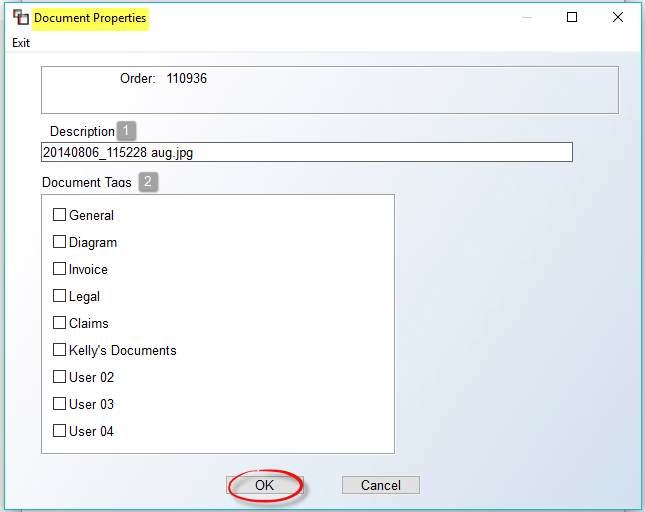 Document Properties
Exit
Order: 110936
Description 1
20140806_115228 aug.jpg
Document Tags 2
General
Diagram
Invoice
Legal
Claims
Kelly's Documents
User 02
User 03
User 04
OK Cancel